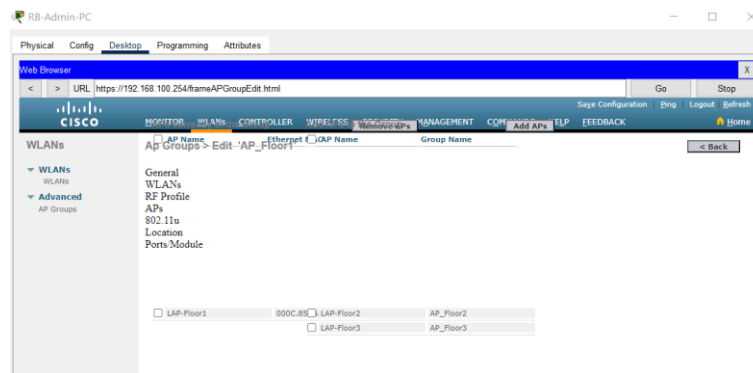 RB-Admin-PC
Physical Config Desktop Programming Attributes
Web Browser X
< > URL https://192.168.100.254/frameAPGroupEdit.html Go Stop
Save Configuration Ping Logout Refresh
CISCO MONITOR WLANs CONTROLLER WIRELESS MANAGEMENT HELP FEEDBACK Home
Remove APs Add APs
AP Name Ethernet AP Name Group Name
WLANs Ap Groups > Edit 'AP_Floor1' < Back
WLANs
WLANs
Advanced
AP Groups
General
WLANs
RF Profile
APs
802.11u
Location
Ports/Module
LAP-Floor1 000C.85 LAP-Floor2 AP_Floor2
LAP-Floor3 AP_Floor3